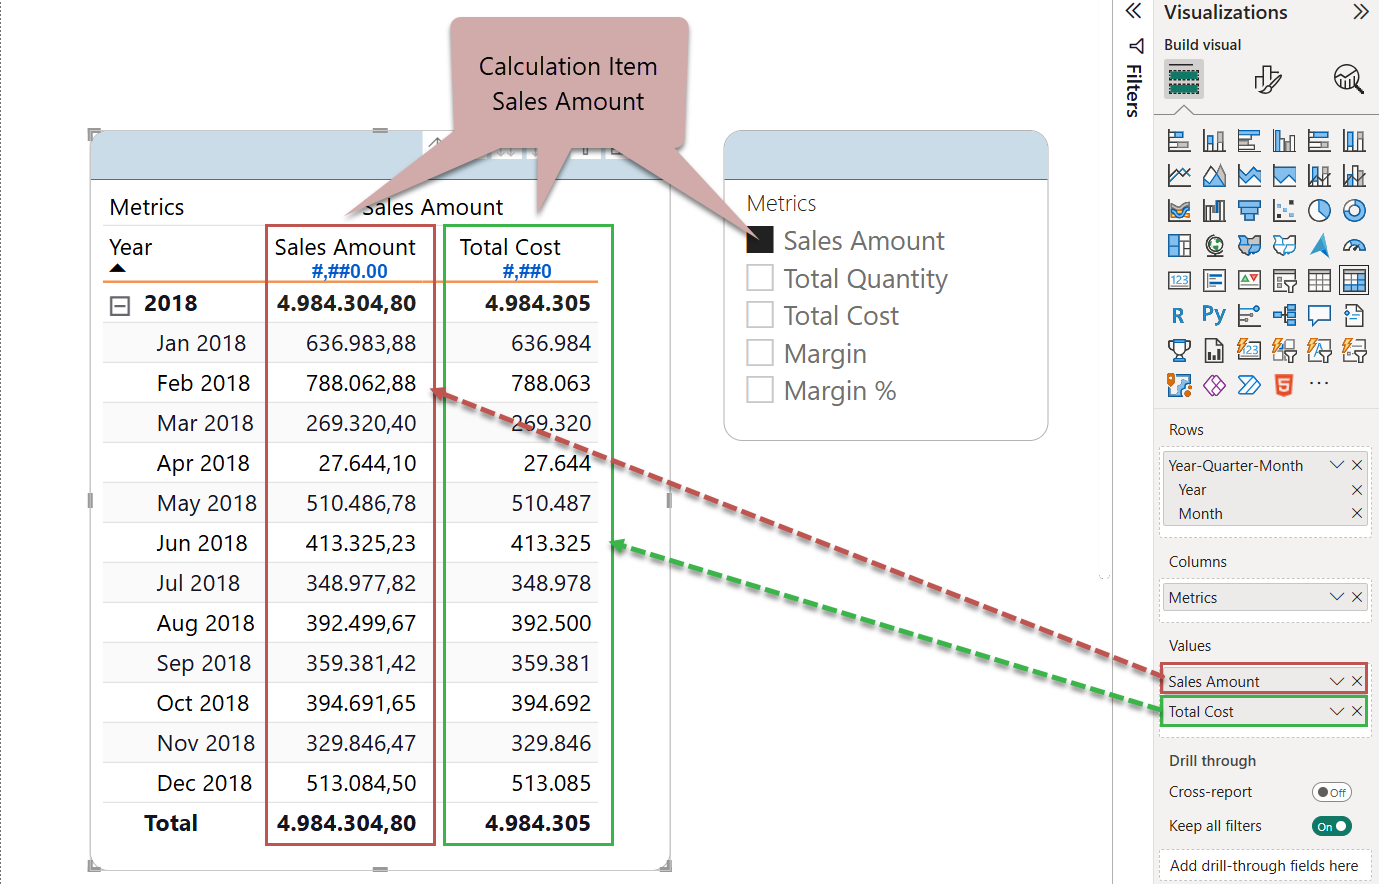 Calculation Item
Sales Amount
Metrics
Sales Amount
Year
Sales Amount
Total Cost
#,##0.00
#,##0
2018
4.984.304,80
4.984.305
Jan 2018
636.983,88
636.984
Feb 2018
788.062,88
788.063
Mar 2018
269.320,40
269.320
Apr 2018
27.644,10
27.644
May 2018
510.486,78
510.487
Jun 2018
413.325,23
413.325
Jul 2018
348.977,82
348.978
Aug 2018
392.499,67
392.500
Sep 2018
359.381,42
359.381
Oct 2018
394.691,65
394.692
Nov 2018
329.846,47
329.846
Dec 2018
513.084,50
513.085
Total
4.984.304,80
4.984.305
Metrics
Sales Amount
Total Quantity
Total Cost
Margin
Margin %
Filters
Visualizations
Build visual
123
R
Py
123
5
Rows
Year-Quarter-Month
Year
Month
Columns
Metrics
Values
Sales Amount
Total Cost
Drill through
Cross-report
Off
Keep all filters
On
Add drill-through fields here